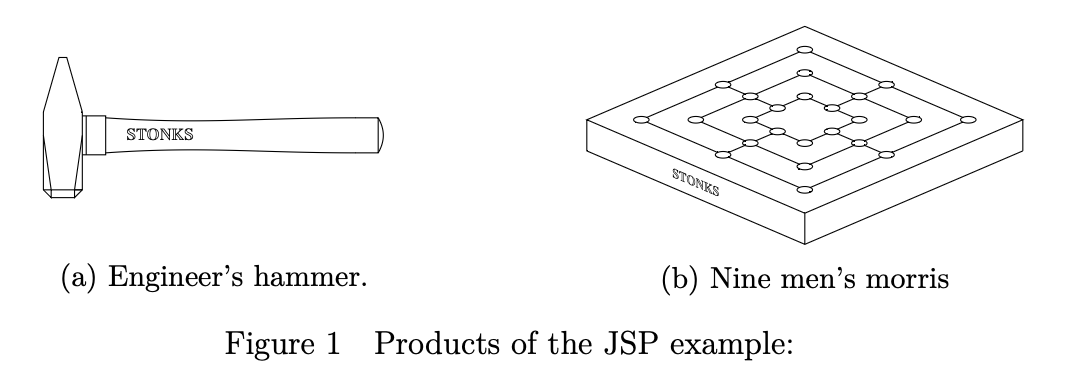 STONKS
STONKS
(a) Engineer's hammer.
(b) Nine men's morris
Figure 1 Products of the JSP example: